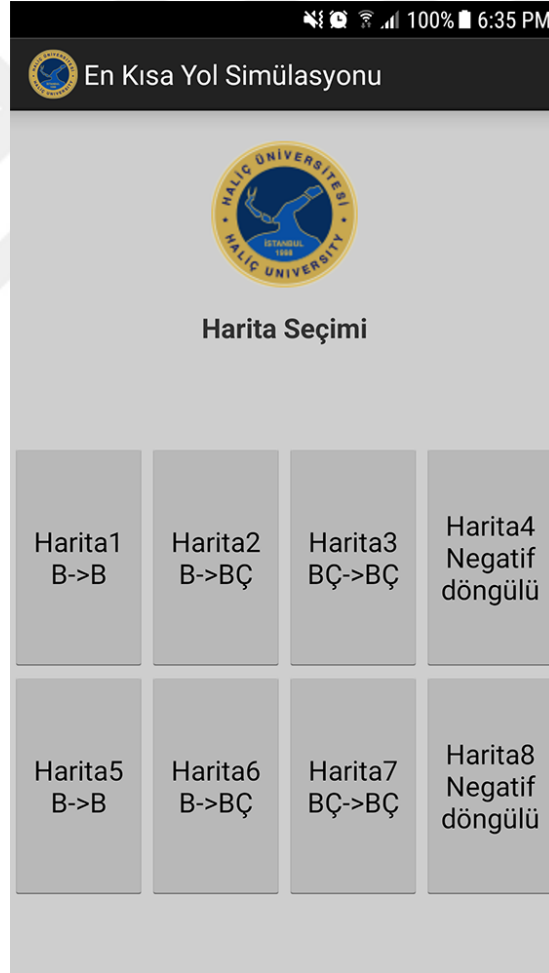 100% 6:35 PM
En Kısa Yol Simülasyonu
HALİÇ ÜNİVERSİTESİ
İSTANBUL
1998
HALİÇ UNIVERSITY
Harita Seçimi
Harita1
B->B
Harita2
B->BÇ
Harita3
BÇ->BÇ
Harita4
Negatif
döngülü
Harita5
B->B
Harita6
B->BÇ
Harita7
BÇ->BÇ
Harita8
Negatif
döngülü